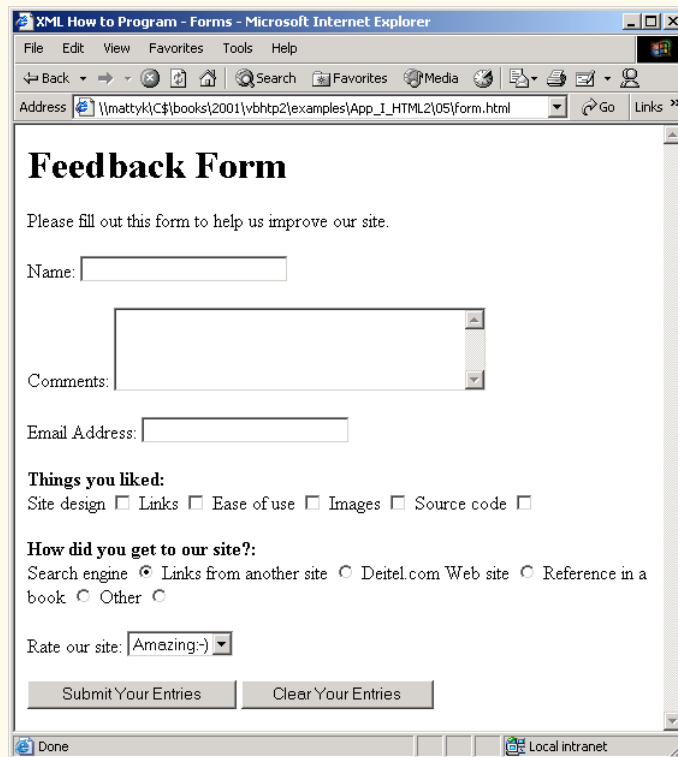 XML How to Program - Forms - Microsoft Internet Explorer
File Edit View Favorites Tools Help
Back Search Favorites Media
Address \\mattyk\C$\books\2001\vbhtp2\examples\App_I_HTML2\05\form.html Go Links »
Feedback Form
Please fill out this form to help us improve our site.
Name:
Comments:
Email Address:
Things you liked:
Site design Links Ease of use Images Source code
How did you get to our site?:
Search engine Links from another site Deitel.com Web site Reference in a
book Other
Rate our site: Amazing:-)
Submit Your Entries Clear Your Entries
Done Local intranet